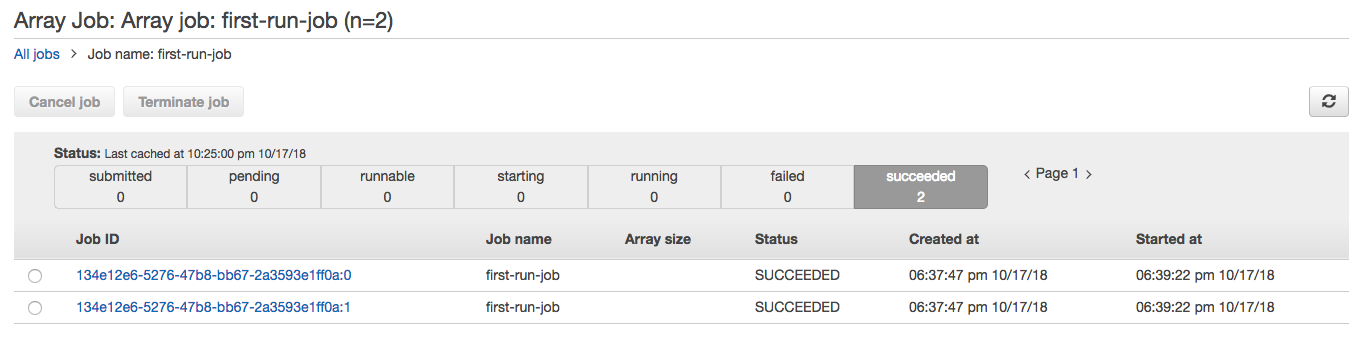 Array Job: Array job: first-run-job (n=2)
All jobs > Job name: first-run-job
Cancel job Terminate job
Status: Last cached at 10:25:00 pm 10/17/18
submitted pending runnable starting running failed succeeded
0 0 0 0 0 0 2
< Page 1 >
Job ID Job name Array size Status Created at Started at
134e12e6-5276-47b8-bb67-2a3593e1ff0a:0 first-run-job SUCCEEDED 06:37:47 pm 10/17/18 06:39:22 pm 10/17/18
134e12e6-5276-47b8-bb67-2a3593e1ff0a:1 first-run-job SUCCEEDED 06:37:47 pm 10/17/18 06:39:22 pm 10/17/18